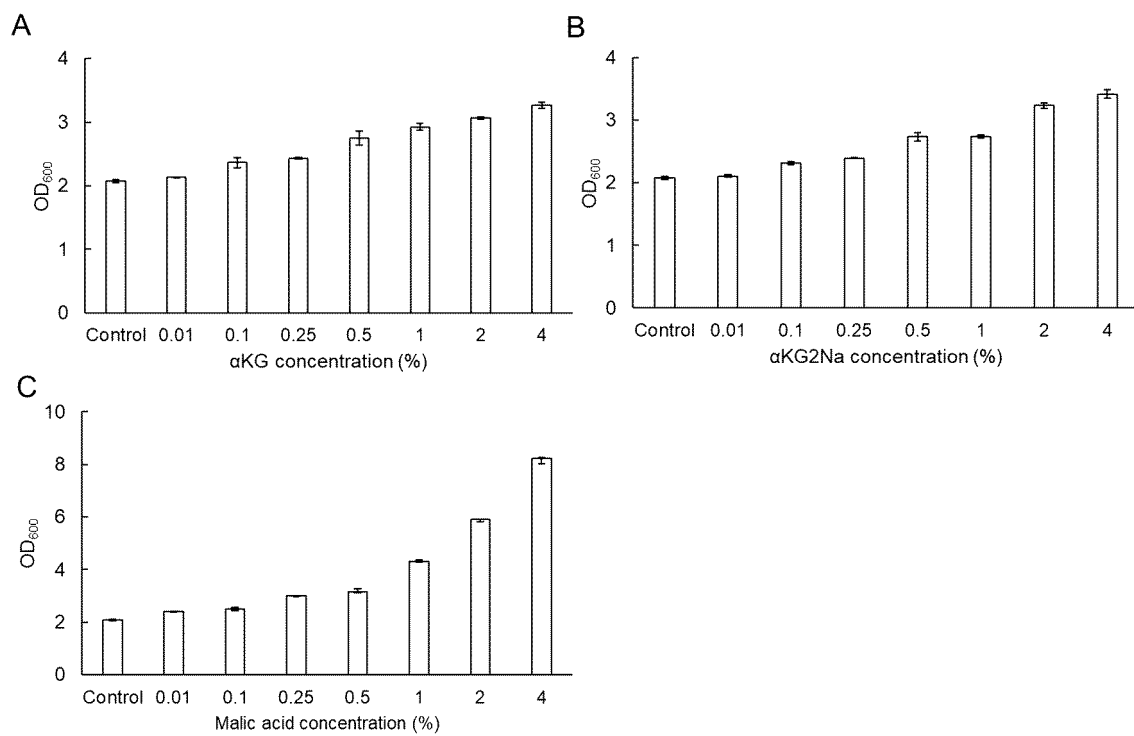 A
4
3
2
1
0
OD600
Control 0.01 0.1 0.25 0.5 1 2 4
αKG concentration (%)
B
4
3
2
1
0
OD600
Control 0.01 0.1 0.25 0.5 1 2 4
αKG2Na concentration (%)
C
10
8
6
4
2
0
OD600
Control 0.01 0.1 0.25 0.5 1 2 4
Malic acid concentration (%)